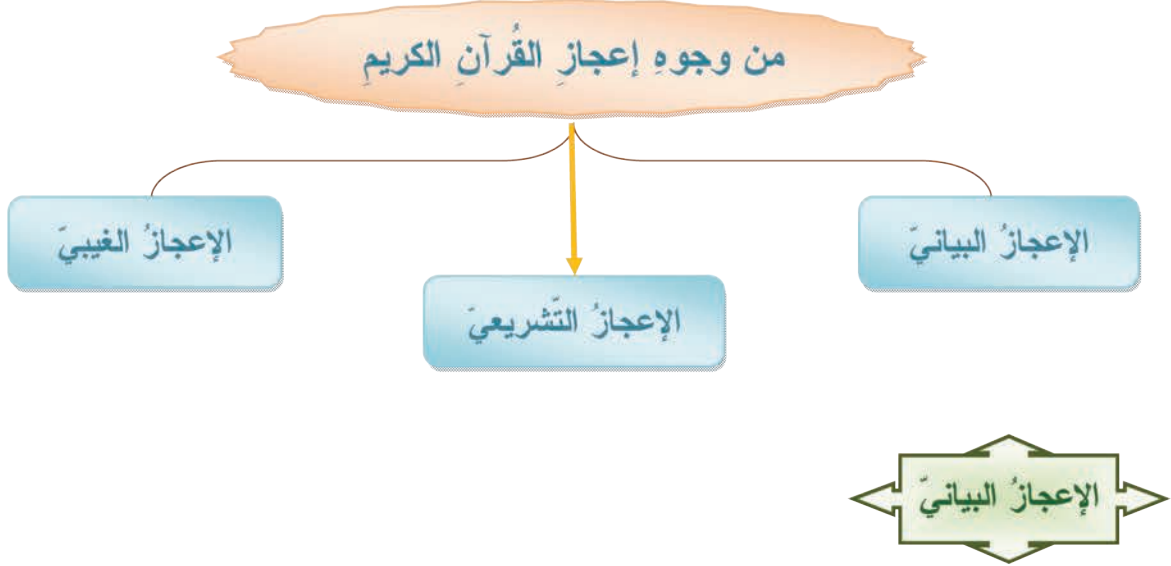 من وجوهِ إعجازِ القُرآنِ الكريمِ
الإعجازُ البيانيّ
الإعجازُ التّشريعيّ
الإعجازُ الغيبيّ
الإعجازُ البيانيّ